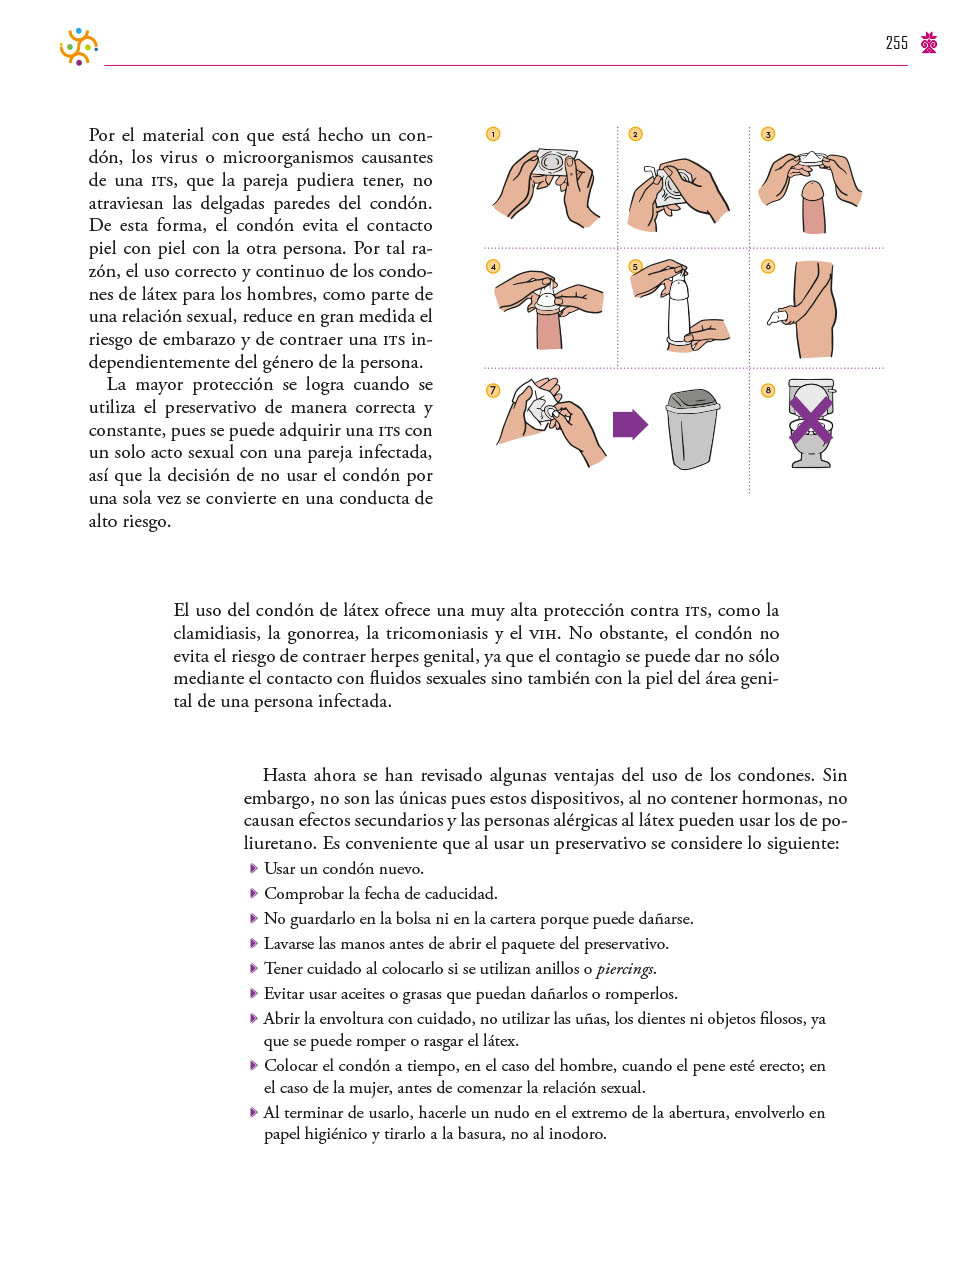 255
Por el material con que está hecho un con-
dón, los virus o microorganismos causantes
de una ITS, que la pareja pudiera tener, no
atraviesan las delgadas paredes del condón.
De esta forma, el condón evita el contacto
piel con piel con la otra persona. Por tal ra-
zón, el uso correcto y continuo de los condo-
nes de látex para los hombres, como parte de
una relación sexual, reduce en gran medida el
riesgo de embarazo y de contraer una ITS in-
dependientemente del género de la persona.
La mayor protección se logra cuando se
utiliza el preservativo de manera correcta y
constante, pues se puede adquirir una ITS con
un solo acto sexual con una pareja infectada,
así que la decisión de no usar el condón por
una sola vez se convierte en una conducta de
alto riesgo.
1
2
3
4
5
6
7
8
El uso del condón de látex ofrece una muy alta protección contra ITS, como la
clamidiasis, la gonorrea, la tricomoniasis y el VIH. No obstante, el condón no
evita el riesgo de contraer herpes genital, ya que el contagio se puede dar no sólo
mediante el contacto con fluidos sexuales sino también con la piel del área geni-
tal de una persona infectada.
Hasta ahora se han revisado algunas ventajas del uso de los condones. Sin
embargo, no son las únicas pues estos dispositivos, al no contener hormonas, no
causan efectos secundarios y las personas alérgicas al látex pueden usar los de po-
liuretano. Es conveniente que al usar un preservativo se considere lo siguiente:
Usar un condón nuevo.
Comprobar la fecha de caducidad.
No guardarlo en la bolsa ni en la cartera porque puede dañarse.
Lavarse las manos antes de abrir el paquete del preservativo.
Tener cuidado al colocarlo si se utilizan anillos o piercings.
Evitar usar aceites o grasas que puedan dañarlos o romperlos.
Abrir la envoltura con cuidado, no utilizar las uñas, los dientes ni objetos filosos, ya
que se puede romper o rasgar el látex.
Colocar el condón a tiempo, en el caso del hombre, cuando el pene esté erecto; en
el caso de la mujer, antes de comenzar la relación sexual.
Al terminar de usarlo, hacerle un nudo en el extremo de la abertura, envolverlo en
papel higiénico y tirarlo a la basura, no al inodoro.